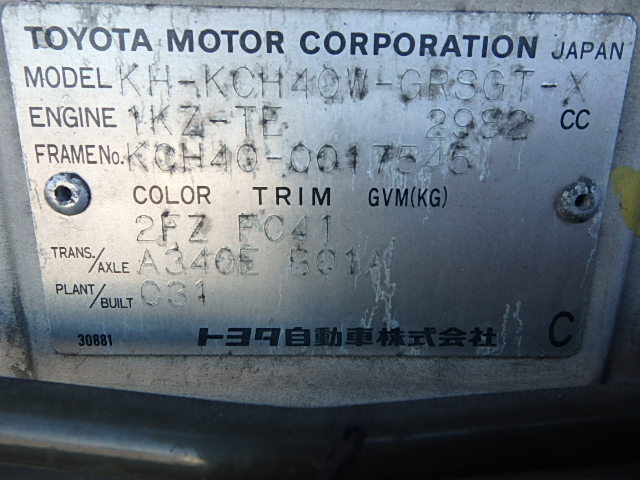 TOYOTA MOTOR CORPORATION JAPAN
MODEL KH-KCH40W-GRSGT-X
ENGINE 1KZ-TE 2982 CC
FRAME No. KCH40-0017545
COLOR TRIM GVM(KG)
2FZ FC41
TRANS./AXLE A340E B01A
PLANT/BUILT C31
30881 トヨタ自動車株式会社 C